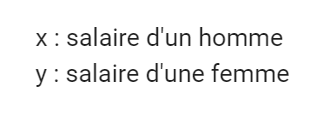 x : salaire d'un homme
y : salaire d'une femme